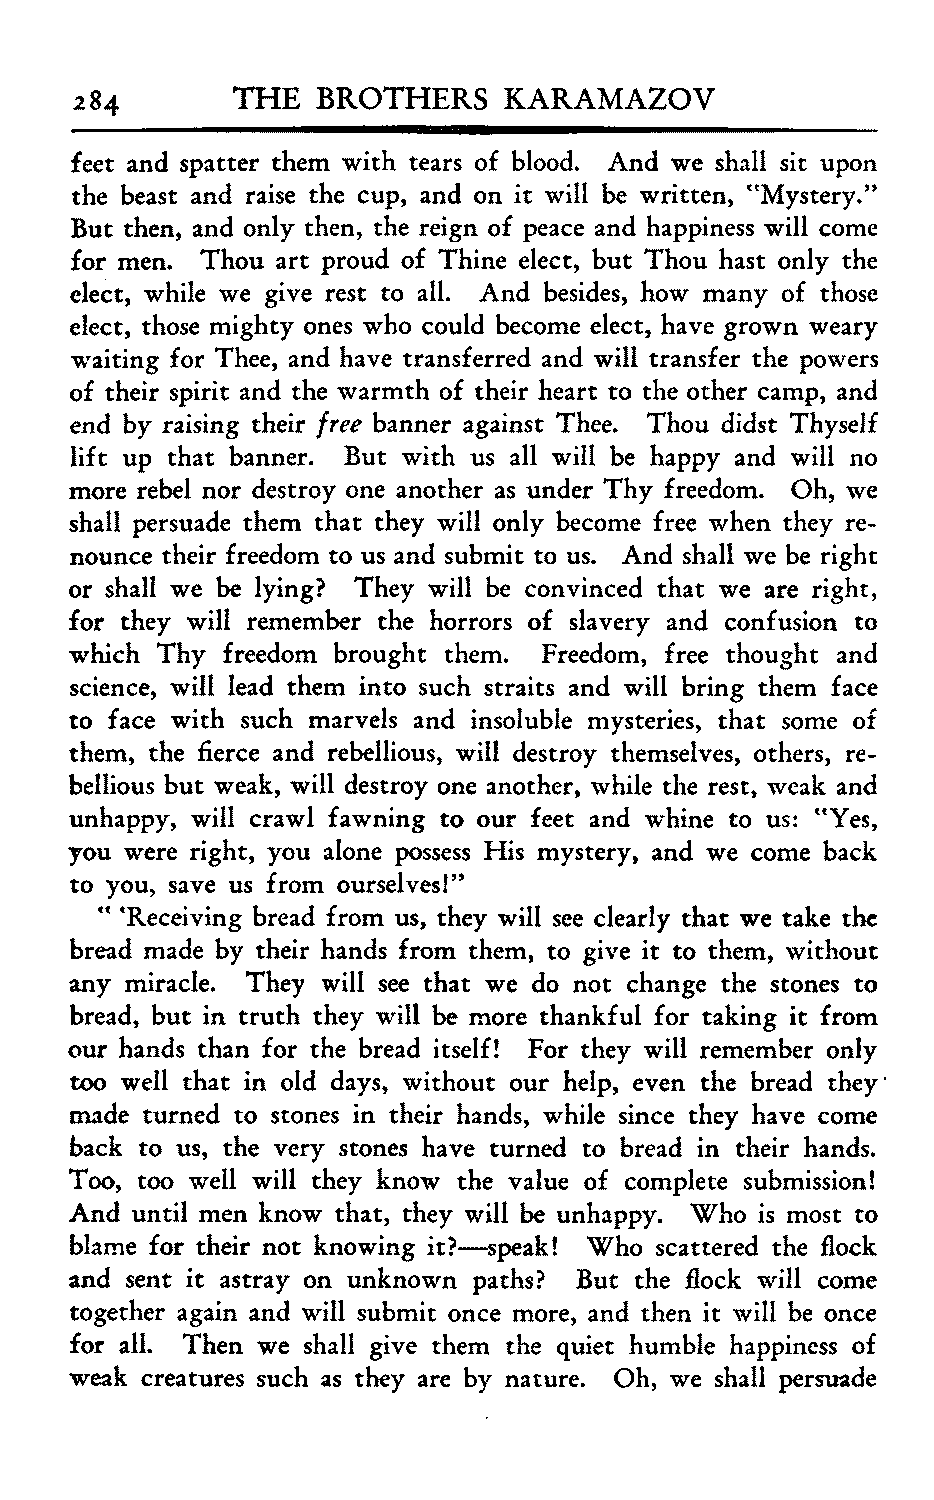 284 THE BROTHERS KARAMAZOV
feet and spatter them with tears of blood. And we shall sit upon
the beast and raise the cup, and on it will be written, "Mystery."
But then, and only then, the reign of peace and happiness will come
for men. Thou art proud of Thine elect, but Thou hast only the
elect, while we give rest to all. And besides, how many of those
elect, those mighty ones who could become elect, have grown weary
waiting for Thee, and have transferred and will transfer the powers
of their spirit and the warmth of their heart to the other camp, and
end by raising their free banner against Thee. Thou didst Thyself
lift up that banner. But with us all will be happy and will no
more rebel nor destroy one another as under Thy freedom. Oh, we
shall persuade them that they will only become free when they re-
nounce their freedom to us and submit to us. And shall we be right
or shall we be lying? They will be convinced that we are right,
for they will remember the horrors of slavery and confusion to
which Thy freedom brought them. Freedom, free thought and
science, will lead them into such straits and will bring them face
to face with such marvels and insoluble mysteries, that some of
them, the fierce and rebellious, will destroy themselves, others, re-
bellious but weak, will destroy one another, while the rest, weak and
unhappy, will crawl fawning to our feet and whine to us: "Yes,
you were right, you alone possess His mystery, and we come back
to you, save us from ourselves!"
" 'Receiving bread from us, they will see clearly that we take the
bread made by their hands from them, to give it to them, without
any miracle. They will see that we do not change the stones to
bread, but in truth they will be more thankful for taking it from
our hands than for the bread itself! For they will remember only
too well that in old days, without our help, even the bread they
made turned to stones in their hands, while since they have come
back to us, the very stones have turned to bread in their hands.
Too, too well will they know the value of complete submission!
And until men know that, they will be unhappy. Who is most to
blame for their not knowing it?—speak! Who scattered the flock
and sent it astray on unknown paths? But the flock will come
together again and will submit once more, and then it will be once
for all. Then we shall give them the quiet humble happiness of
weak creatures such as they are by nature. Oh, we shall persuade